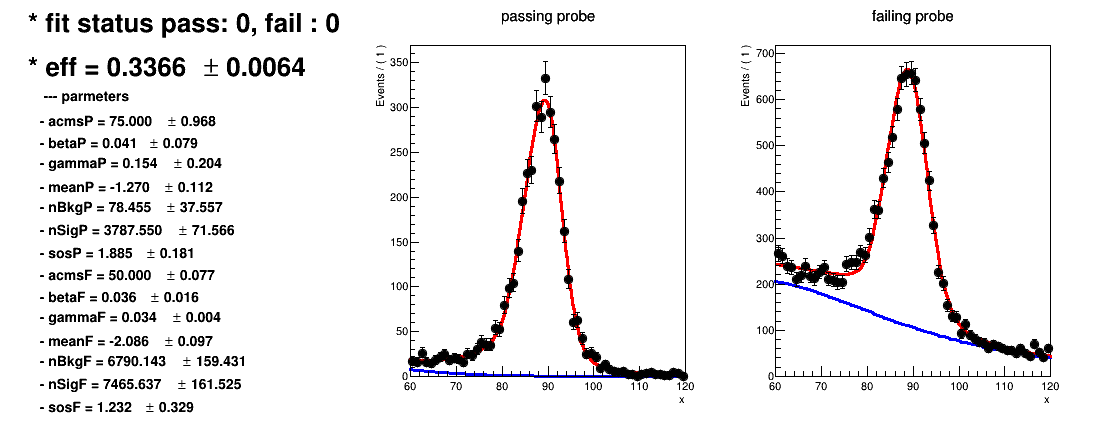 * fit status pass: 0, fail : 0
* eff = 0.3366 ± 0.0064
--- parmeters
- acmsP = 75.000 ± 0.968
- betaP = 0.041 ± 0.079
- gammaP = 0.154 ± 0.204
- meanP = -1.270 ± 0.112
- nBkgP = 78.455 ± 37.557
- nSigP = 3787.550 ± 71.566
- sosP = 1.885 ± 0.181
- acmsF = 50.000 ± 0.077
- betaF = 0.036 ± 0.016
- gammaF = 0.034 ± 0.004
- meanF = -2.086 ± 0.097
- nBkgF = 6790.143 ± 159.431
- nSigF = 7465.637 ± 161.525
- sosF = 1.232 ± 0.329
passing probe
Events / ( 1 )
350
300
250
200
150
100
50
0
60 70 80 90 100 110 120
x
failing probe
Events / ( 1 )
700
600
500
400
300
200
100
0
60 70 80 90 100 110 120
x